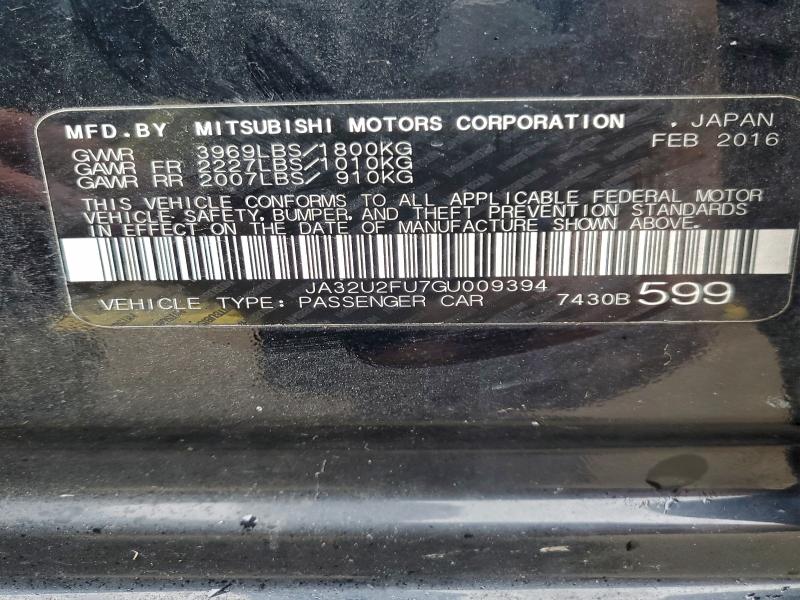 MFD.BY MITSUBISHI MOTORS CORPORATION . JAPAN
FEB 2016
GVWR 3969LBS/1800KG
GAWR FR 2227LBS/1010KG
GAWR RR 2007LBS/ 910KG
THIS VEHICLE CONFORMS TO ALL APPLICABLE FEDERAL MOTOR
VEHICLE SAFETY, BUMPER, AND THEFT PREVENTION STANDARDS
IN EFFECT ON THE DATE OF MANUFACTURE SHOWN ABOVE.
JA32U2FU7GU009394
VEHICLE TYPE: PASSENGER CAR 7430B 599